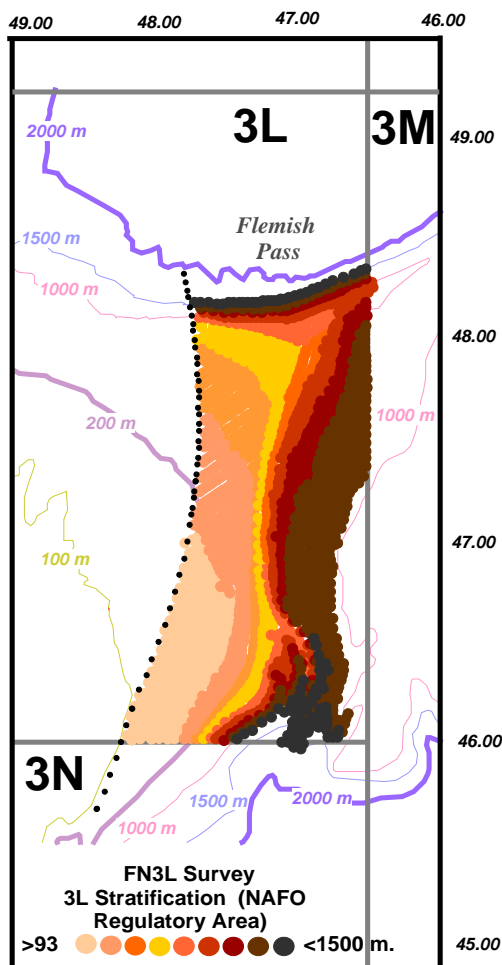 49.00 48.00 47.00 46.00
2000 m
3L 3M
49.00
Flemish
Pass
1500 m
1000 m
48.00
200 m
1000 m
47.00
100 m
46.00
3N
1500 m
2000 m
1000 m
FN3L Survey
3L Stratification (NAFO
Regulatory Area)
>93 <1500 m.
45.00